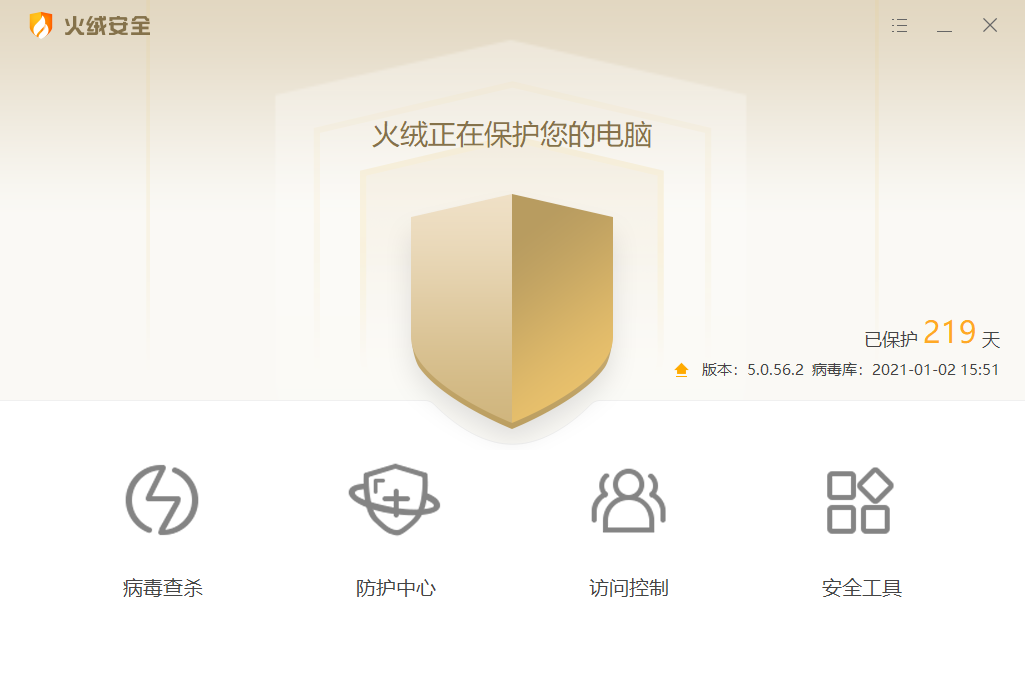 火绒安全
火绒正在保护您的电脑
已保护 219 天
版本：5.0.56.2 病毒库：2021-01-02 15:51
病毒查杀 防护中心 访问控制 安全工具